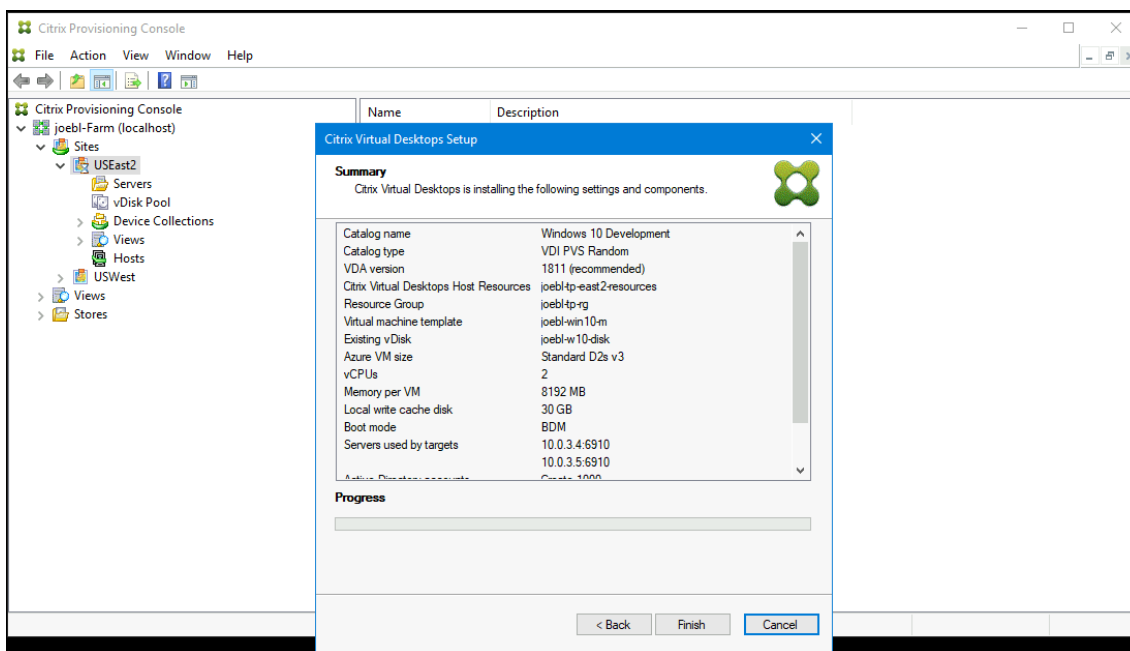 Citrix Provisioning Console
File Action View Window Help
Citrix Provisioning Console
joebl-Farm (localhost)
Sites
USEast2
Servers
vDisk Pool
Device Collections
Views
Hosts
USWest
Views
Stores
Name Description
Citrix Virtual Desktops Setup
Summary
Citrix Virtual Desktops is installing the following settings and components.
Catalog name Windows 10 Development
Catalog type VDI PVS Random
VDA version 1811 (recommended)
Citrix Virtual Desktops Host Resources joebl-tp-east2-resources
Resource Group joebl-tp-rg
Virtual machine template joebl-win10-m
Existing vDisk joebl-w10-disk
Azure VM size Standard D2s v3
vCPUs 2
Memory per VM 8192 MB
Local write cache disk 30 GB
Boot mode BDM
Servers used by targets 10.0.3.4:6910
10.0.3.5:6910
Active Directory accounts Create 1000
Progress
< Back Finish Cancel